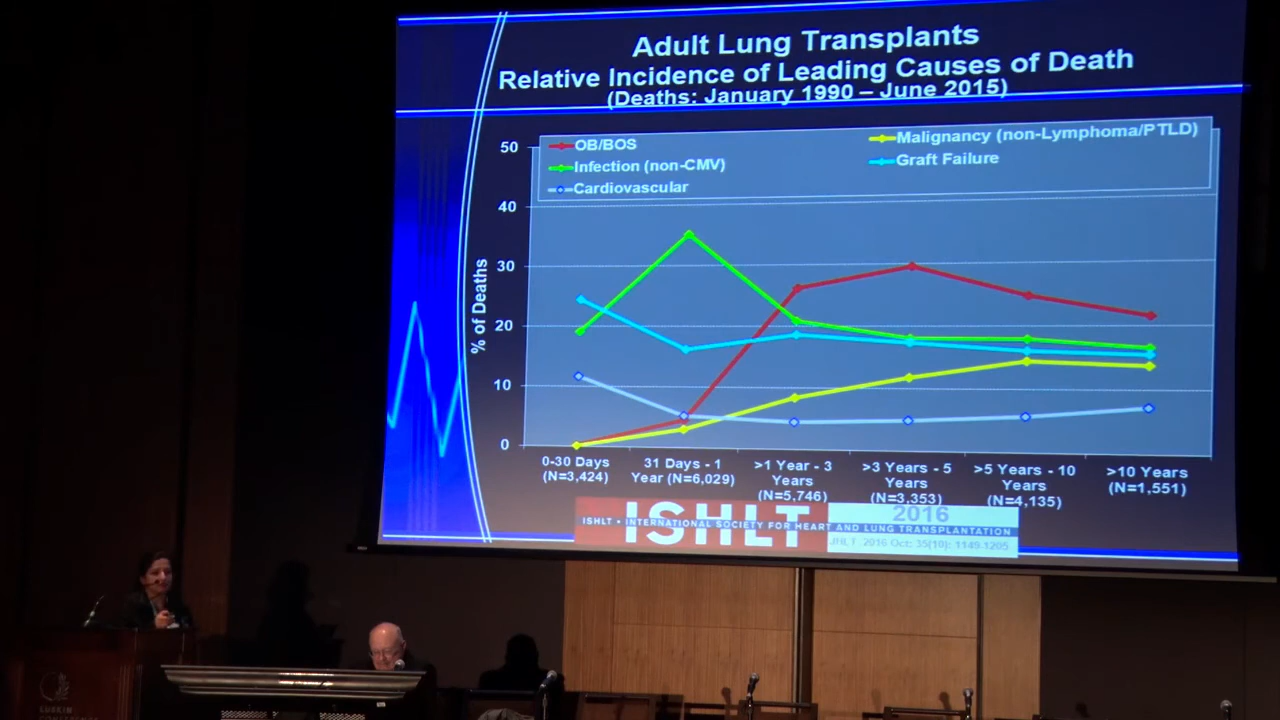 Adult Lung Transplants
Relative Incidence of Leading Causes of Death
(Deaths: January 1990 – June 2015)
OB/BOS
Malignancy (non-Lymphoma/PTLD)
Infection (non-CMV)
Graft Failure
Cardiovascular
% of Deaths
50
40
30
20
10
0
0-30 Days
(N=3,424)
31 Days - 1
Year (N=6,029)
>1 Year - 3
Years
(N=5,746)
>3 Years - 5
Years
(N=3,353)
>5 Years - 10
Years
(N=4,135)
>10 Years
(N=1,551)
ISHLT
2016
ISHLT • INTERNATIONAL SOCIETY FOR HEART AND LUNG TRANSPLANTATION
JHLT. 2016 Oct; 35(10): 1149-1205
LUSKIN